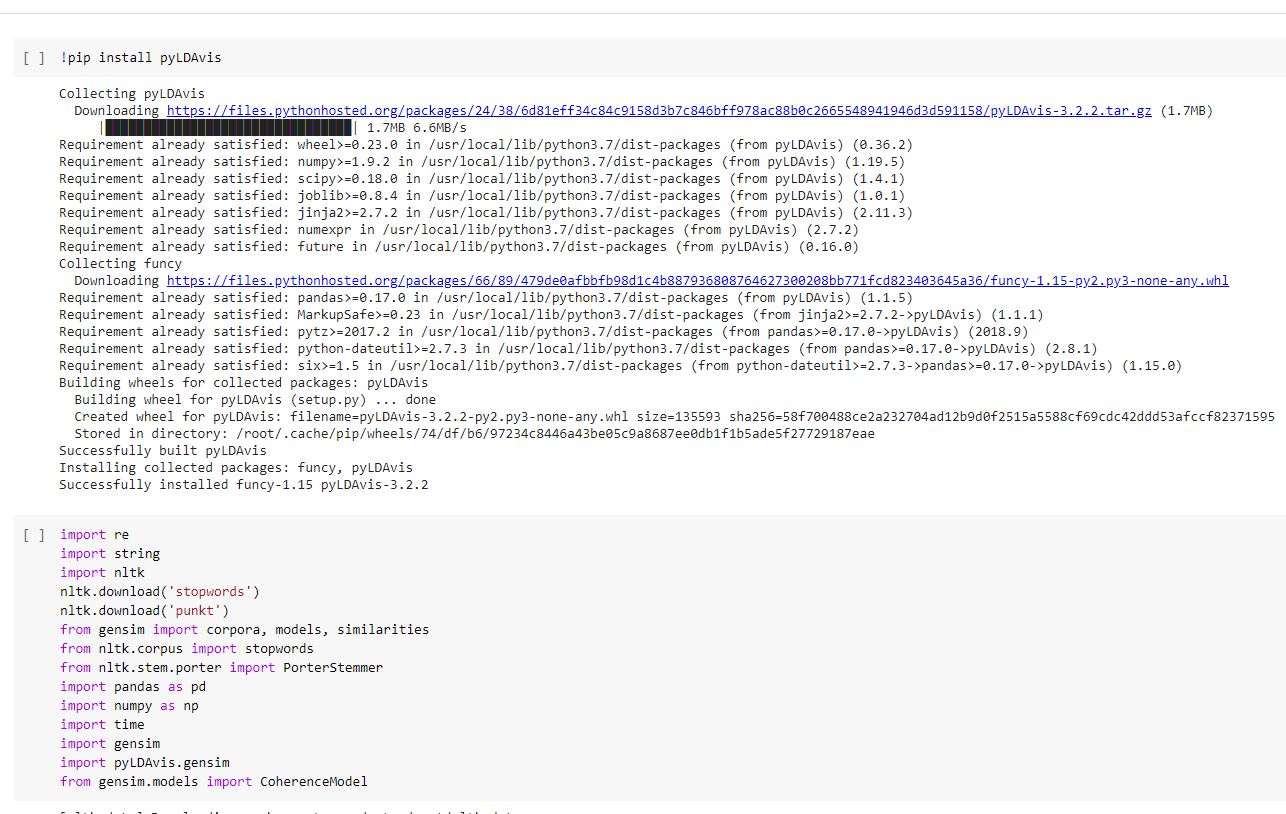 [ ] !pip install pyLDAvis
Collecting pyLDAvis
Downloading https://files.pythonhosted.org/packages/24/38/6d81eff34c84c9158d3b7c846bff978ac88b0c2665548941946d3d591158/pyLDAvis-3.2.2.tar.gz (1.7MB)
|████████████████████████████████| 1.7MB 6.6MB/s
Requirement already satisfied: wheel>=0.23.0 in /usr/local/lib/python3.7/dist-packages (from pyLDAvis) (0.36.2)
Requirement already satisfied: numpy>=1.9.2 in /usr/local/lib/python3.7/dist-packages (from pyLDAvis) (1.19.5)
Requirement already satisfied: scipy>=0.18.0 in /usr/local/lib/python3.7/dist-packages (from pyLDAvis) (1.4.1)
Requirement already satisfied: joblib>=0.8.4 in /usr/local/lib/python3.7/dist-packages (from pyLDAvis) (1.0.1)
Requirement already satisfied: jinja2>=2.7.2 in /usr/local/lib/python3.7/dist-packages (from pyLDAvis) (2.11.3)
Requirement already satisfied: numexpr in /usr/local/lib/python3.7/dist-packages (from pyLDAvis) (2.7.2)
Requirement already satisfied: future in /usr/local/lib/python3.7/dist-packages (from pyLDAvis) (0.16.0)
Collecting funcy
Downloading https://files.pythonhosted.org/packages/66/89/479de0afbbfb98d1c4b887936808764627300208bb771fcd823403645a36/funcy-1.15-py2.py3-none-any.whl
Requirement already satisfied: pandas>=0.17.0 in /usr/local/lib/python3.7/dist-packages (from pyLDAvis) (1.1.5)
Requirement already satisfied: MarkupSafe>=0.23 in /usr/local/lib/python3.7/dist-packages (from jinja2>=2.7.2->pyLDAvis) (1.1.1)
Requirement already satisfied: pytz>=2017.2 in /usr/local/lib/python3.7/dist-packages (from pandas>=0.17.0->pyLDAvis) (2018.9)
Requirement already satisfied: python-dateutil>=2.7.3 in /usr/local/lib/python3.7/dist-packages (from pandas>=0.17.0->pyLDAvis) (2.8.1)
Requirement already satisfied: six>=1.5 in /usr/local/lib/python3.7/dist-packages (from python-dateutil>=2.7.3->pandas>=0.17.0->pyLDAvis) (1.15.0)
Building wheels for collected packages: pyLDAvis
Building wheel for pyLDAvis (setup.py) ... done
Created wheel for pyLDAvis: filename=pyLDAvis-3.2.2-py2.py3-none-any.whl size=135593 sha256=58f700488ce2a232704ad12b9d0f2515a5588cf69cdc42ddd53afccf82371595
Stored in directory: /root/.cache/pip/wheels/74/df/b6/97234c8446a43be05c9a8687ee0db1f1b5ade5f27729187eae
Successfully built pyLDAvis
Installing collected packages: funcy, pyLDAvis
Successfully installed funcy-1.15 pyLDAvis-3.2.2
[ ] import re
import string
import nltk
nltk.download('stopwords')
nltk.download('punkt')
from gensim import corpora, models, similarities
from nltk.corpus import stopwords
from nltk.stem.porter import PorterStemmer
import pandas as pd
import numpy as np
import time
import gensim
import pyLDAvis.gensim
from gensim.models import CoherenceModel